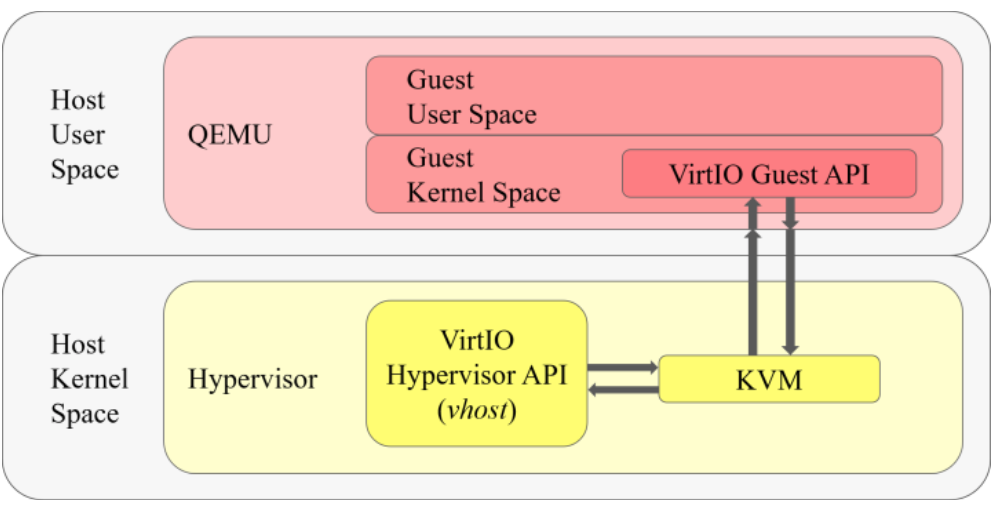 Host
User
Space
QEMU
Guest
User Space
Guest
Kernel Space
VirtIO Guest API
Host
Kernel
Space
Hypervisor
VirtIO
Hypervisor API
(vhost)
KVM